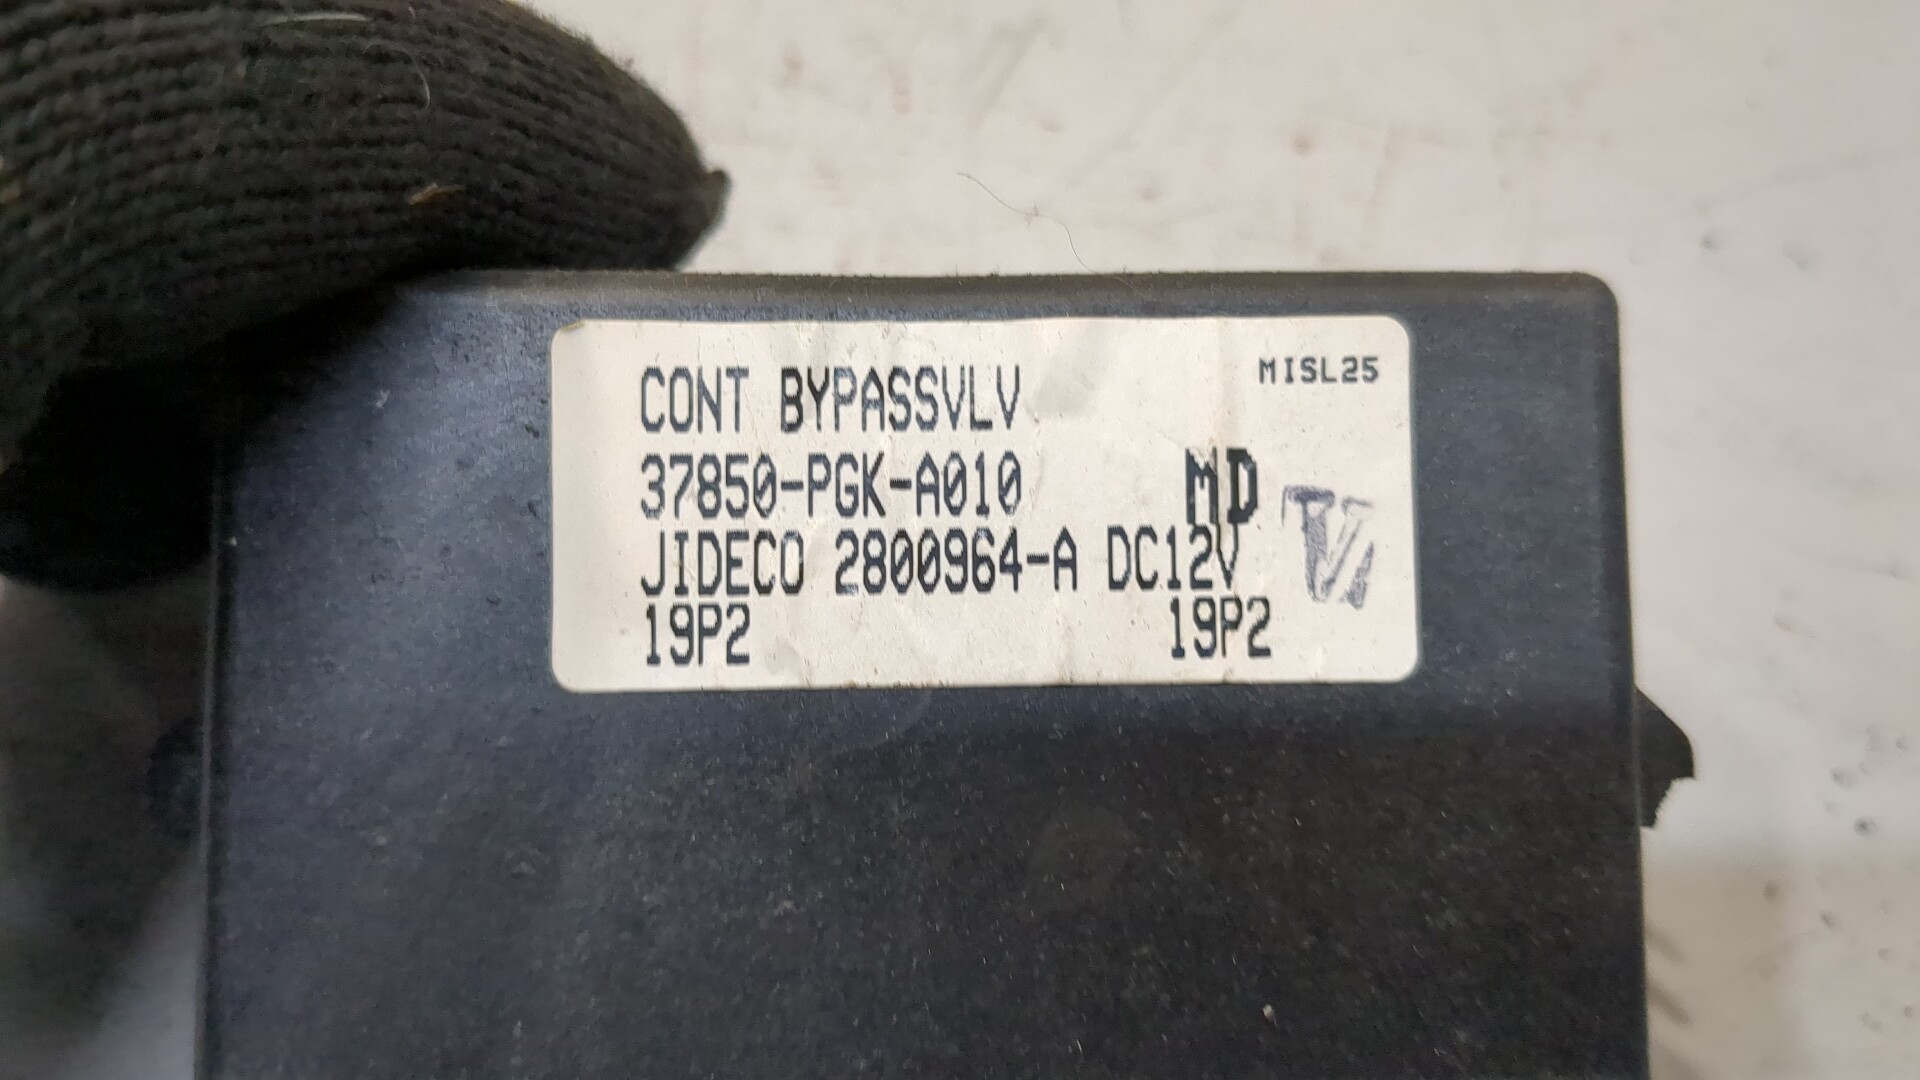 CONT BYPASSVLV
MISL25
37850-PGK-A010 MD
JIDECO 2800964-A DC12V
19P2 19P2